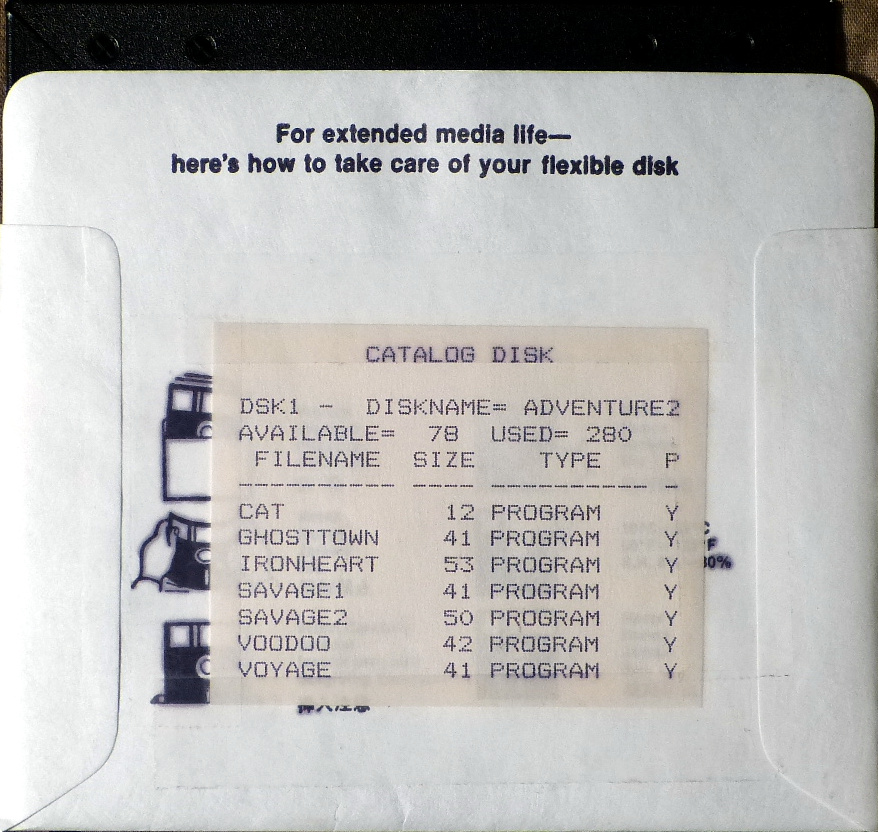 For extended media life—
here's how to take care of your flexible disk
CATALOG DISK
DSK1 - DISKNAME= ADVENTURE2
AVAILABLE= 78 USED= 280
FILENAME SIZE TYPE P
---------- ---- ------------ -
CAT 12 PROGRAM Y
GHOSTTOWN 41 PROGRAM Y
IRONHEART 53 PROGRAM Y
SAVAGE1 41 PROGRAM Y
SAVAGE2 50 PROGRAM Y
VOODOO 42 PROGRAM Y
VOYAGE 41 PROGRAM Y